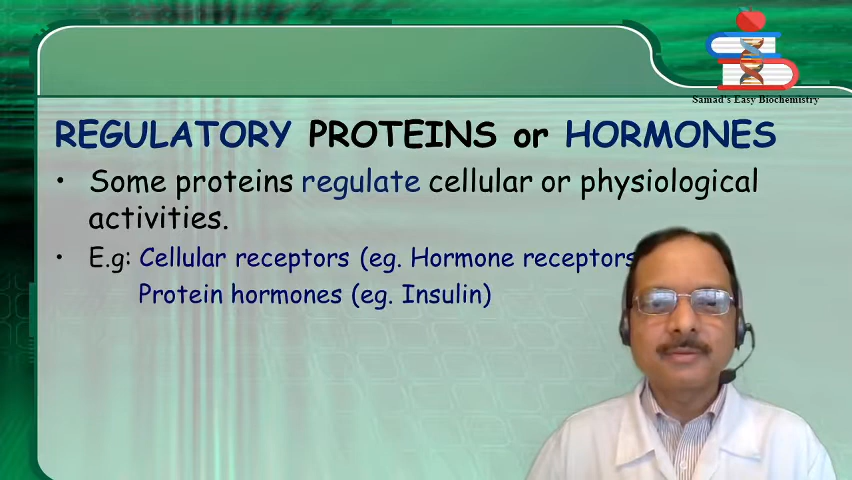 Samad's Easy Biochemistry
REGULATORY PROTEINS or HORMONES
• Some proteins regulate cellular or physiological
activities.
• E.g: Cellular receptors (eg. Hormone receptors
Protein hormones (eg. Insulin)